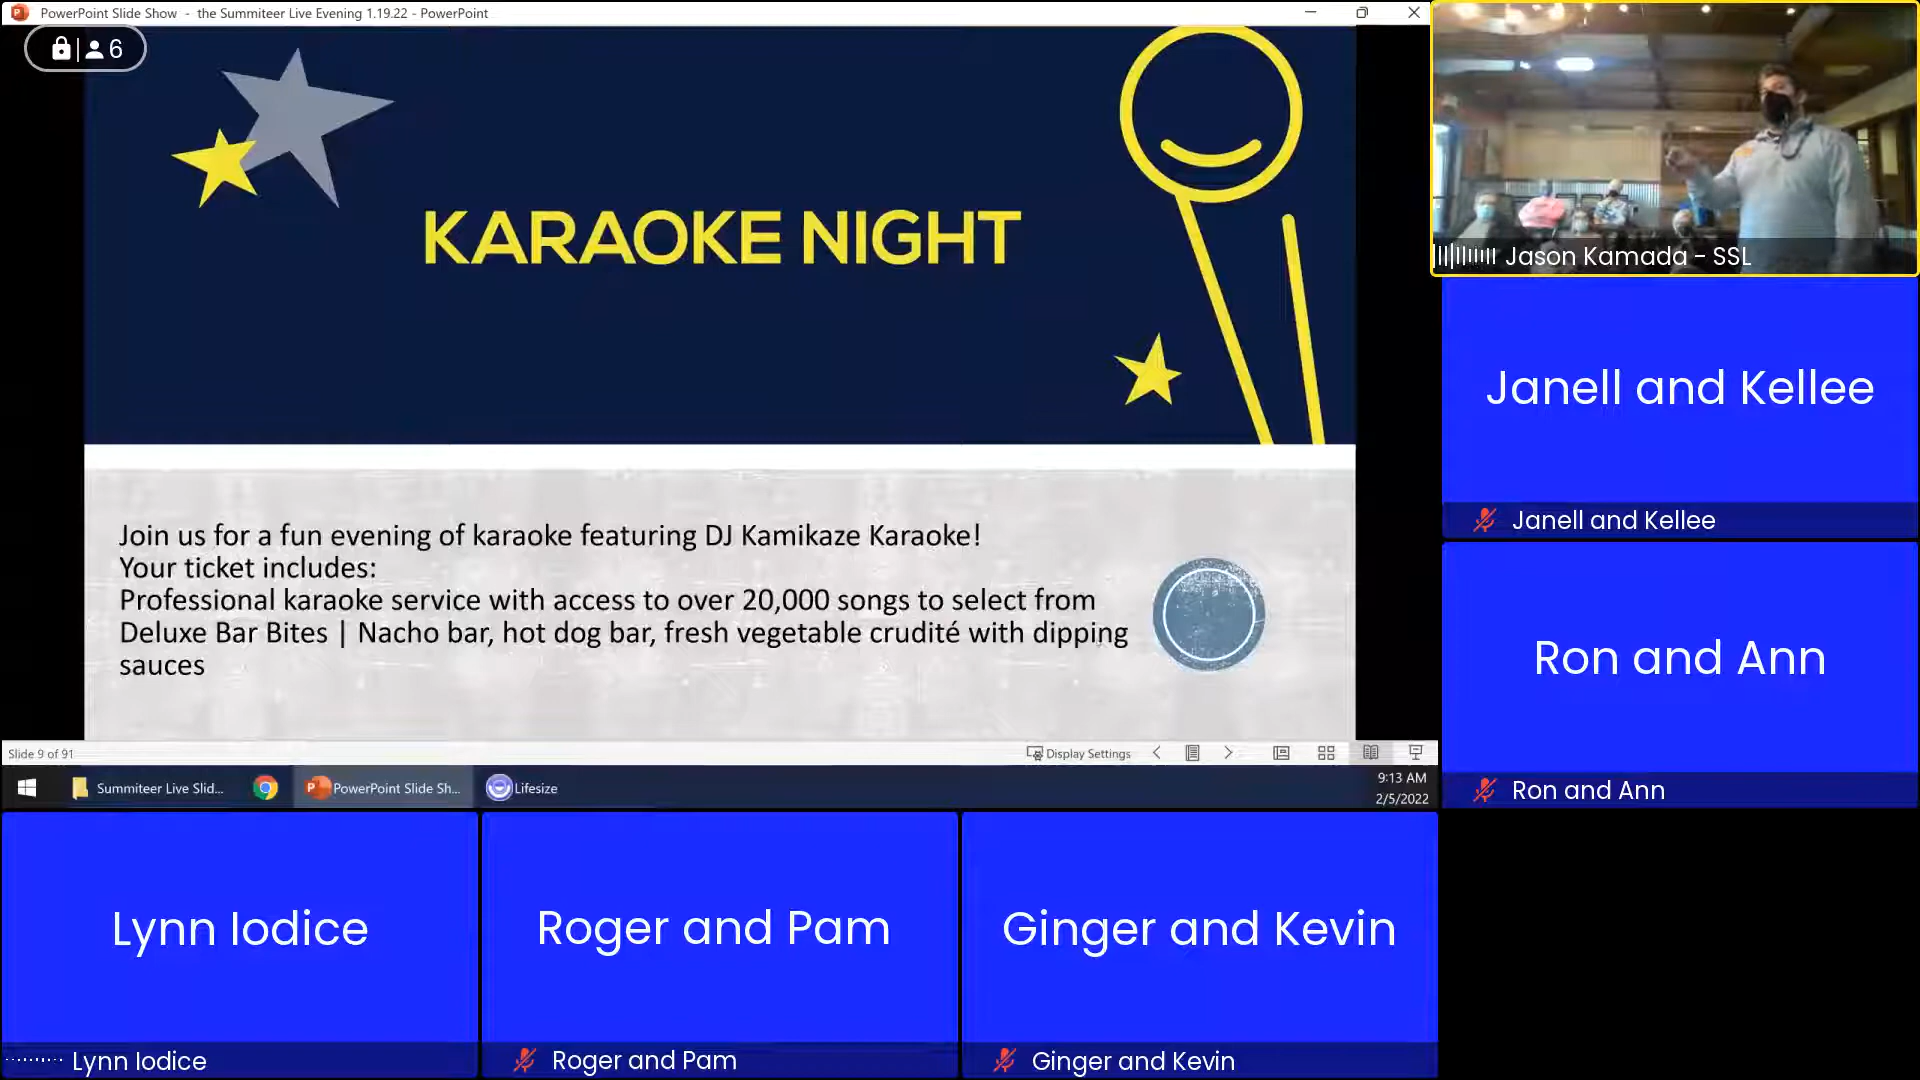 PowerPoint Slide Show - the Summiteer Live Evening 1.19.22 - PowerPoint
6
KARAOKE NIGHT
Join us for a fun evening of karaoke featuring DJ Kamikaze Karaoke!
Your ticket includes:
Professional karaoke service with access to over 20,000 songs to select from
Deluxe Bar Bites | Nacho bar, hot dog bar, fresh vegetable crudité with dipping
sauces
Slide 9 of 91
Display Settings
Summiteer Live Slid...
PowerPoint Slide Sh...
Lifesize
9:13 AM
2/5/2022
Jason Kamada - SSL
Janell and Kellee
Janell and Kellee
Ron and Ann
Ron and Ann
Lynn Iodice
Lynn Iodice
Roger and Pam
Roger and Pam
Ginger and Kevin
Ginger and Kevin